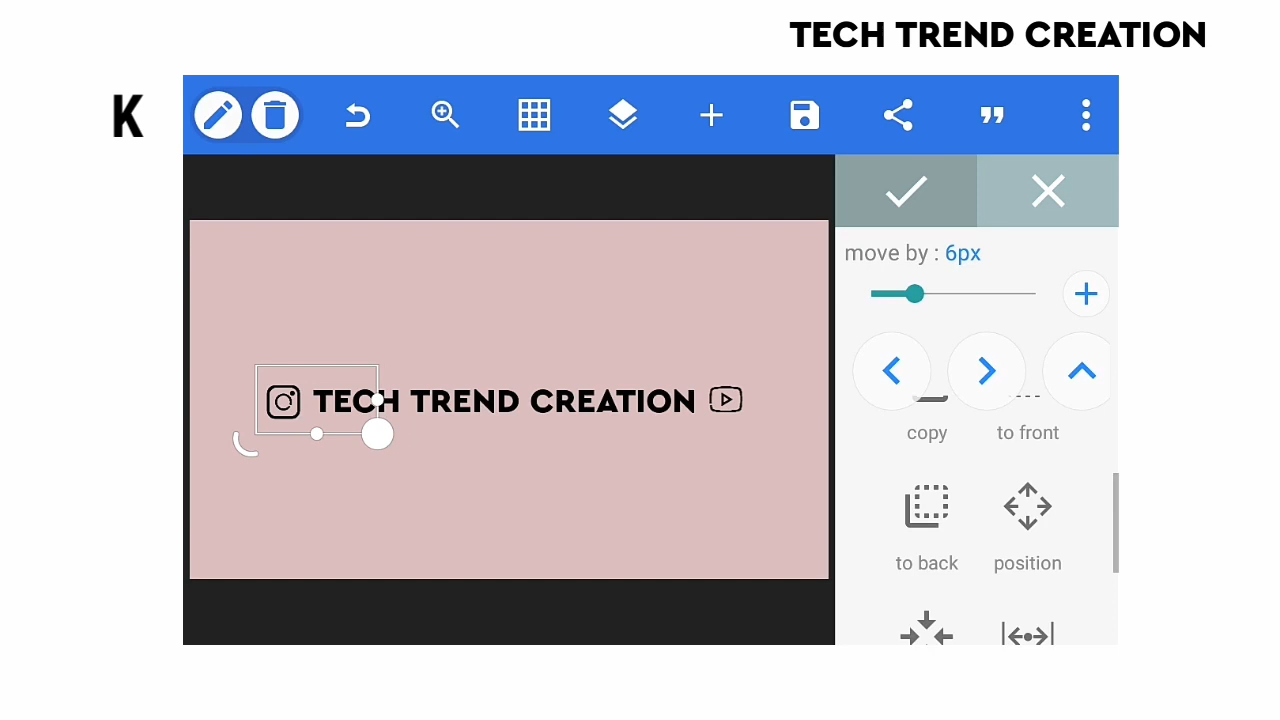 TECH TREND CREATION
K
move by : 6px
TECH TREND CREATION
copy
to front
to back
position